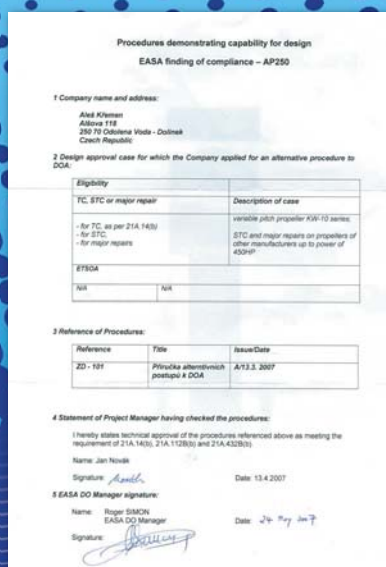 Procedures demonstrating capability for design
EASA finding of compliance – AP250
1 Company name and address:
Aleš Křemen
Alšova 118
250 70 Odolena Voda - Dolínek
Czech Republic
2 Design approval case for which the Company applied for an alternative procedure to
DOA:
Eligibility
TC, STC or major repair
Description of case
- for TC, as per 21A.14(b)
- for STC,
- for major repairs
variable pitch propeller KW-10 series;
STC and major repairs on propellers of
other manufacturers up to power of
450HP
ETSOA
N/A
N/A
3 Reference of Procedures:
Reference
Title
Issue/Date
ZD - 101
Příručka alterntivních
postupů k DOA
A/13.3. 2007
4 Statement of Project Manager having checked the procedures:
I hereby states technical approval of the procedures referenced above as meeting the
requirement of 21A.14(b), 21A.112B(b) and 21A.432B(b)
Name: Jan Novák
Signature:
Date: 13.4.2007
5 EASA DO Manager signature:
Name: Roger SIMON
EASA DO Manager
Date: 24 May 2007
Signature: